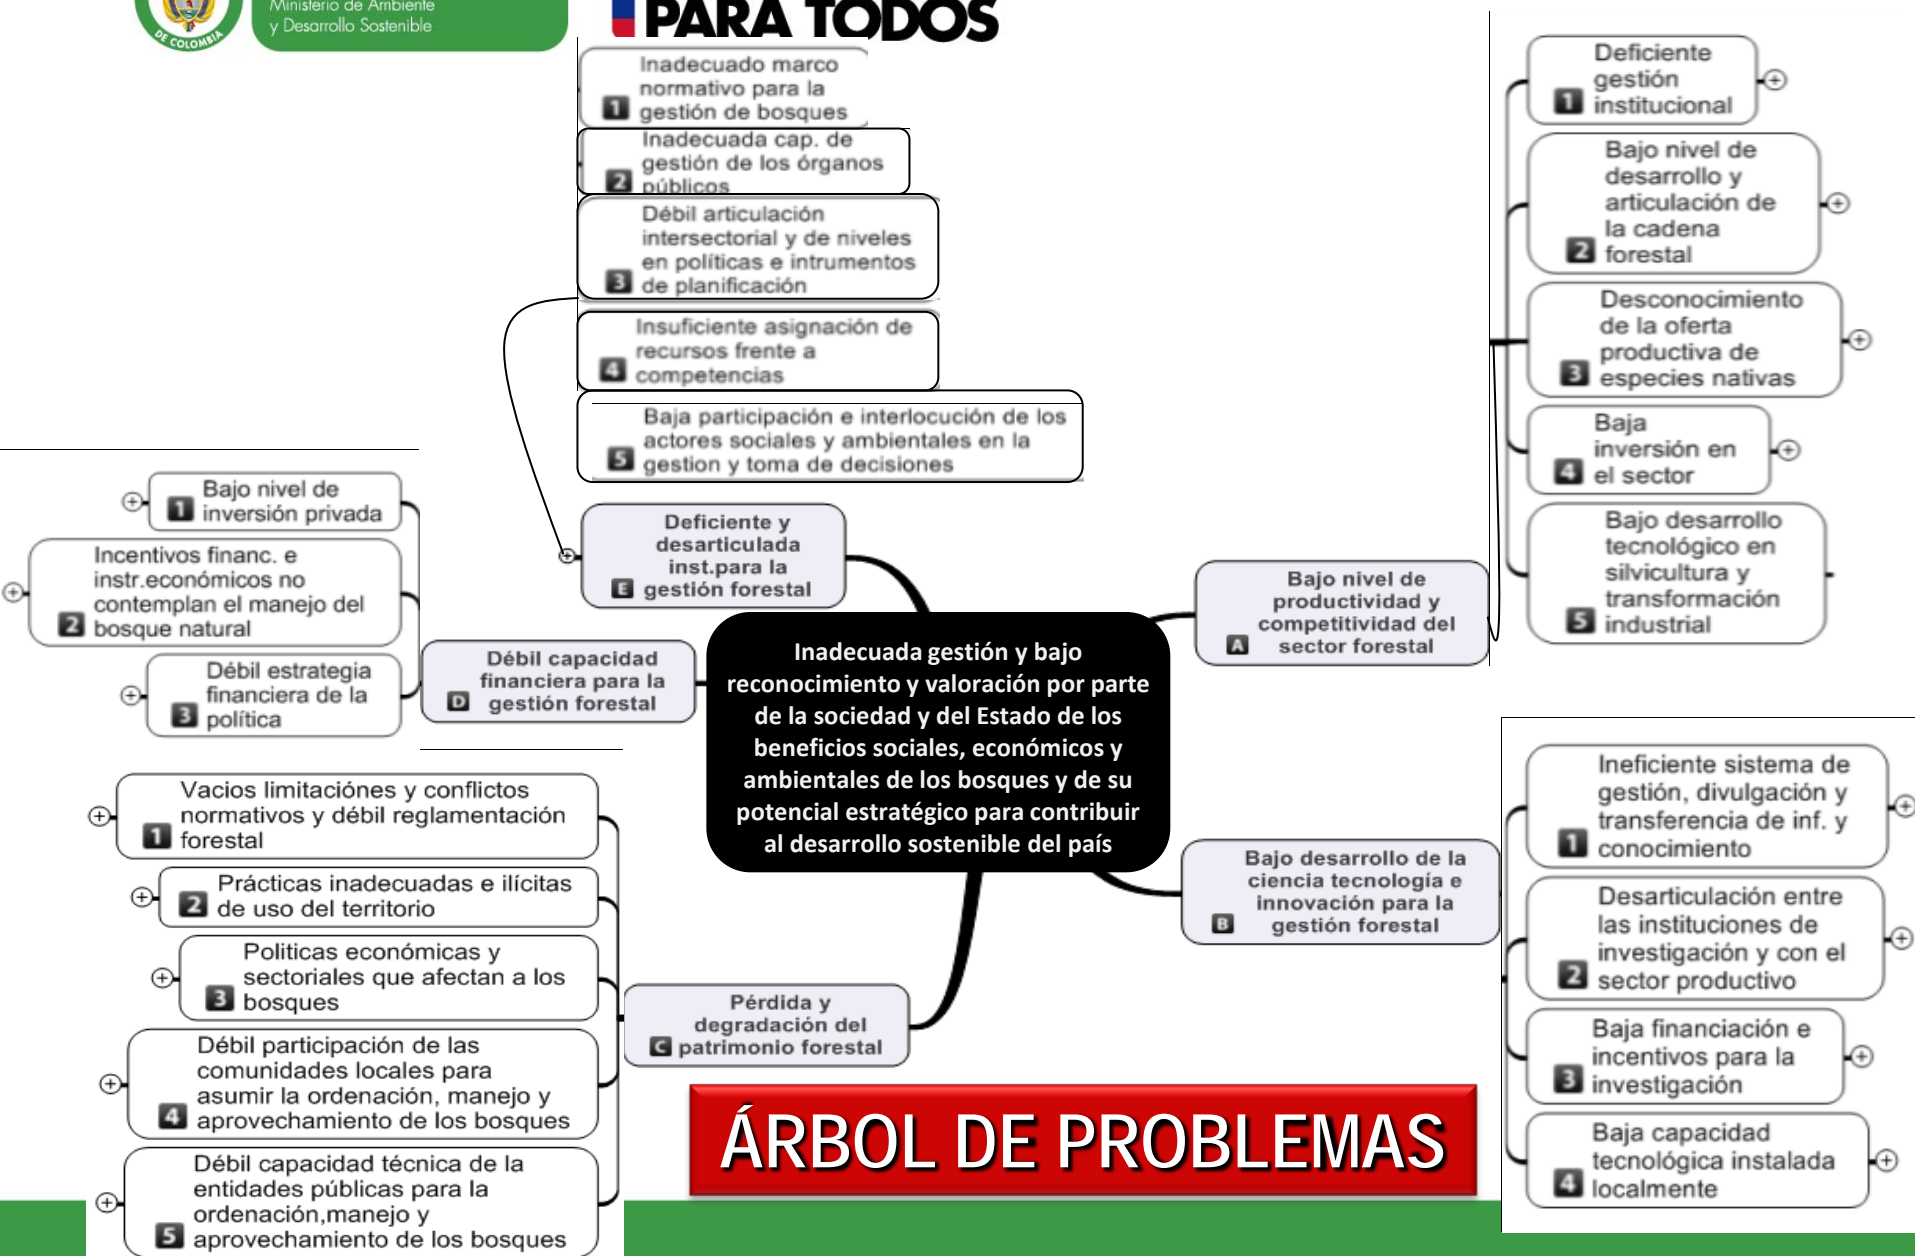 Ministerio de Ambiente
y Desarrollo Sostenible
DE COLOMBIA
PARA TODOS
Inadecuado marco
normativo para la
1 gestión de bosques
Inadecuada cap. de
gestión de los órganos
2 públicos
Débil articulación
intersectorial y de niveles
en políticas e intrumentos
3 de planificación
Insuficiente asignación de
recursos frente a
4 competencias
Baja participación e interlocución de los
actores sociales y ambientales en la
5 gestion y toma de decisiones
Deficiente y
desarticulada
inst.para la
E gestión forestal
Bajo nivel de
1 inversión privada
Incentivos financ. e
instr.económicos no
contemplan el manejo del
2 bosque natural
Débil estrategia
financiera de la
3 política
Débil capacidad
financiera para la
D gestión forestal
Inadecuada gestión y bajo
reconocimiento y valoración por parte
de la sociedad y del Estado de los
beneficios sociales, económicos y
ambientales de los bosques y de su
potencial estratégico para contribuir
al desarrollo sostenible del país
Bajo nivel de
productividad y
competitividad del
A sector forestal
Deficiente
gestión
1 institucional
Bajo nivel de
desarrollo y
articulación de
la cadena
2 forestal
Desconocimiento
de la oferta
productiva de
3 especies nativas
Baja
inversión en
4 el sector
Bajo desarrollo
tecnológico en
silvicultura y
transformación
5 industrial
Bajo desarrollo de la
ciencia tecnología e
innovación para la
B gestión forestal
Ineficiente sistema de
gestión, divulgación y
transferencia de inf. y
1 conocimiento
Desarticulación entre
las instituciones de
investigación y con el
2 sector productivo
Baja financiación e
incentivos para la
3 investigación
Baja capacidad
tecnológica instalada
4 localmente
Vacios limitaciónes y conflictos
normativos y débil reglamentación
1 forestal
Prácticas inadecuadas e ilícitas
2 de uso del territorio
Politicas económicas y
sectoriales que afectan a los
3 bosques
Débil participación de las
comunidades locales para
asumir la ordenación, manejo y
4 aprovechamiento de los bosques
Débil capacidad técnica de la
entidades públicas para la
ordenación,manejo y
5 aprovechamiento de los bosques
Pérdida y
degradación del
C patrimonio forestal
ÁRBOL DE PROBLEMAS